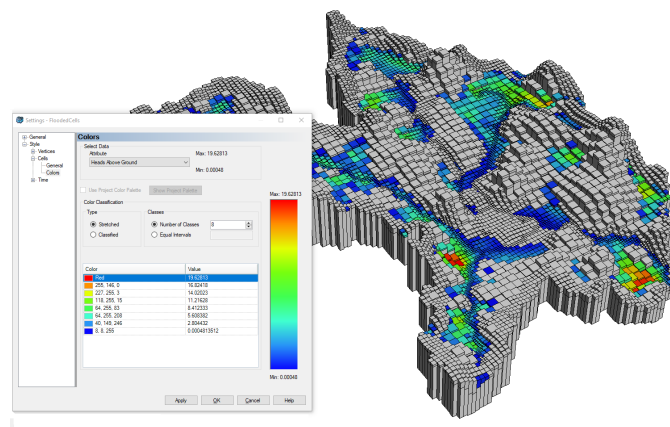 Settings - FloodedCells
General
Style
Vertices
Cells
General
Colors
Time
Colors
Select Data
Attribute
Heads Above Ground
Max: 19.62813
Min: 0.00048
Use Project Color Palette
Show Project Palette
Color Classification
Type
Stretched
Classified
Classes
Number of Classes 8
Equal Intervals
Color Value
Red 19.62813
255, 146, 0 16.82418
227, 255, 3 14.02023
118, 255, 15 11.21628
64, 255, 83 8.412333
64, 255, 208 5.608382
40, 149, 246 2.804432
8, 8, 255 0.0004813512
Max: 19.62813
Min: 0.00048
Apply OK Cancel Help